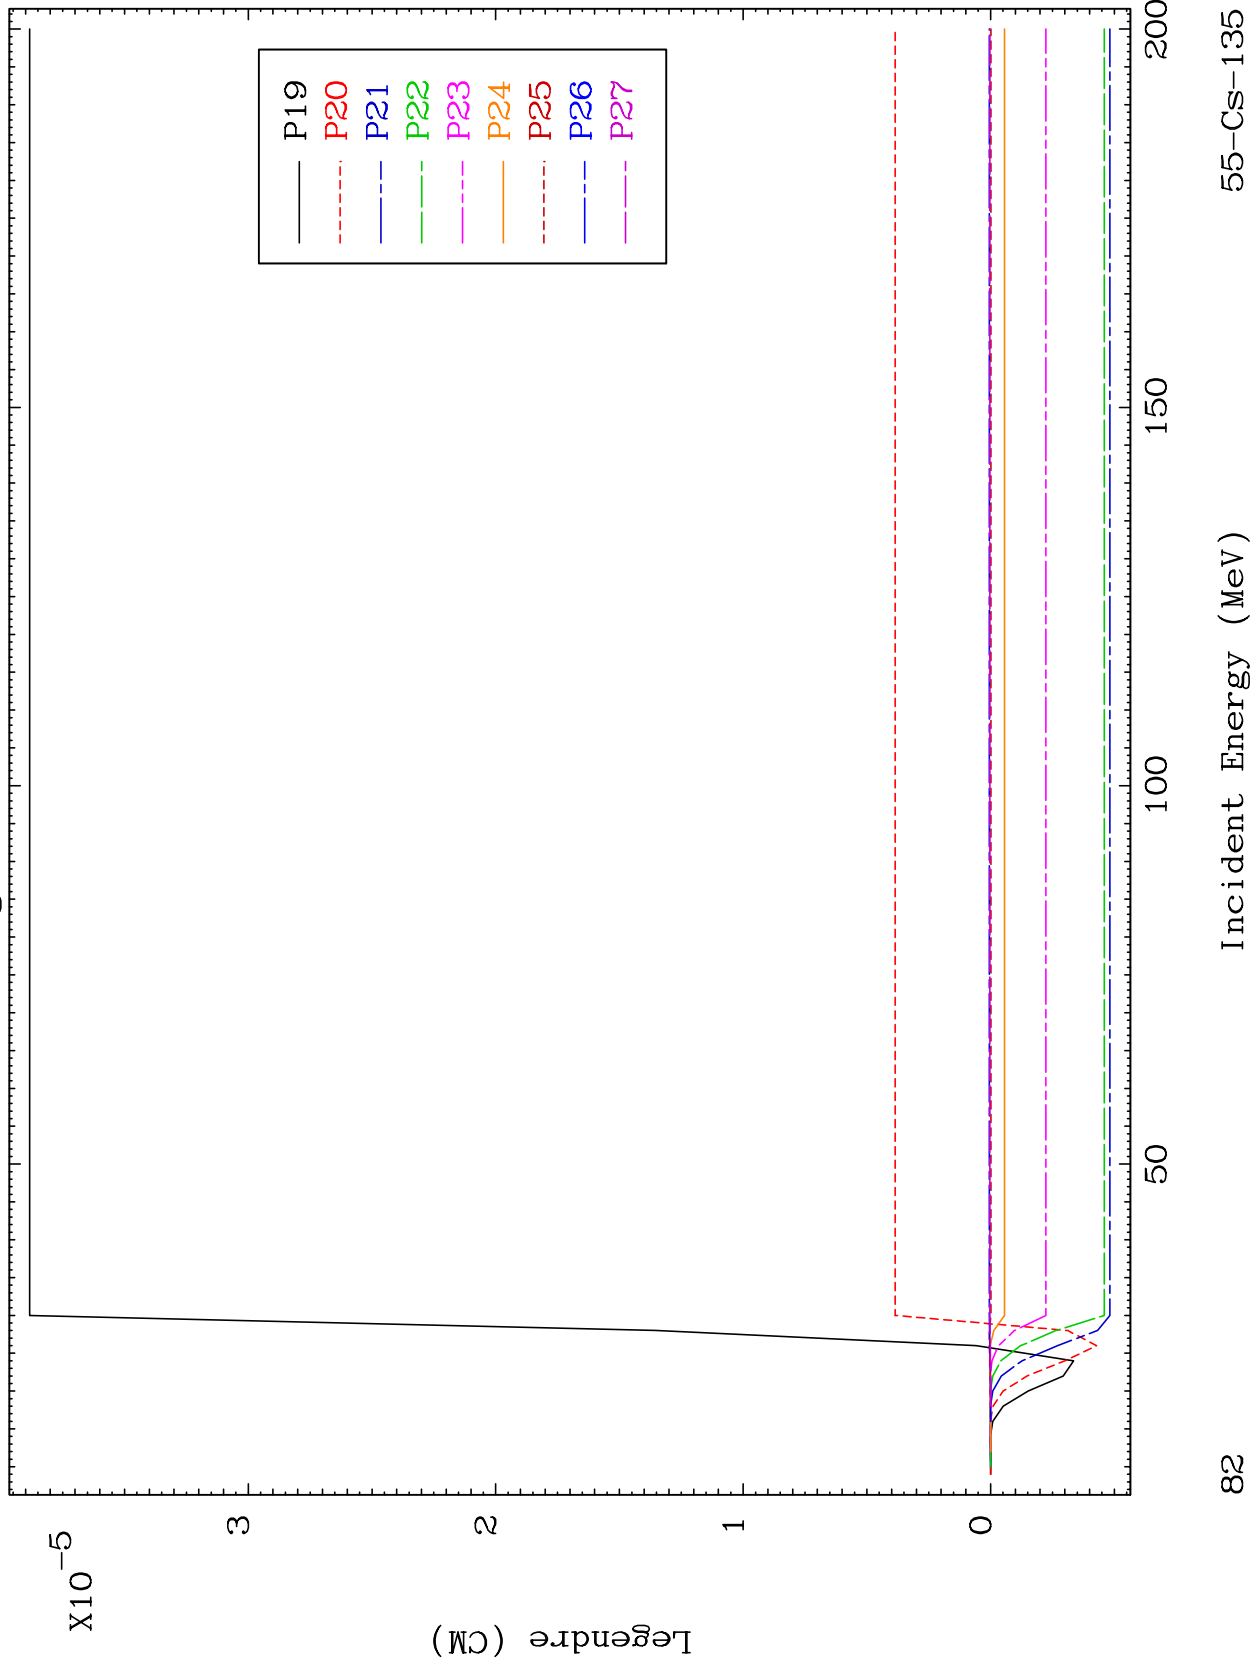 X10-5
3
2
1
0
Legendre (CM)
P19
P20
P21
P22
P23
P24
P25
P26
P27
50
100
150
200
Incident Energy (MeV)
82
55-Cs-135